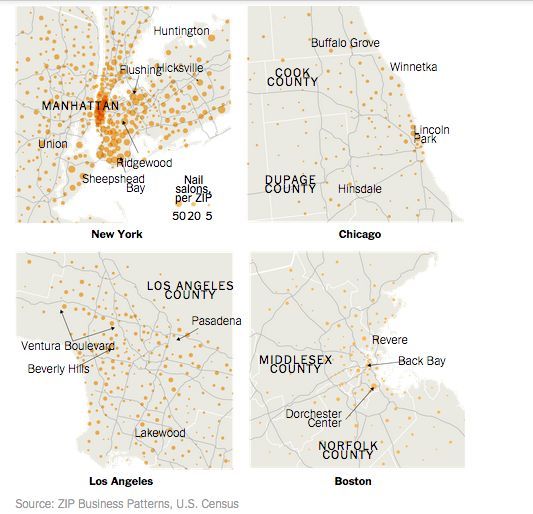 Huntington
Flushing
Hicksville
MANHATTAN
Union
Ridgewood
Sheepshead
Bay
Nail
salons,
per ZIP
50 20 5
New York
Buffalo Grove
COOK
COUNTY
Winnetka
Lincoln
Park
DUPAGE
COUNTY
Hinsdale
Chicago
LOS ANGELES
COUNTY
Pasadena
Ventura Boulevard
Beverly Hills
Lakewood
Los Angeles
Revere
MIDDLESEX
COUNTY
Back Bay
Dorchester
Center
NORFOLK
COUNTY
Boston
Source: ZIP Business Patterns, U.S. Census